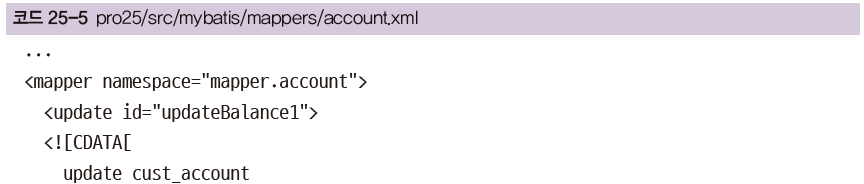 코드 25-5 pro25/src/mybatis/mappers/account.xml
...
<mapper namespace="mapper.account">
<update id="updateBalance1">
<![CDATA[
update cust_account